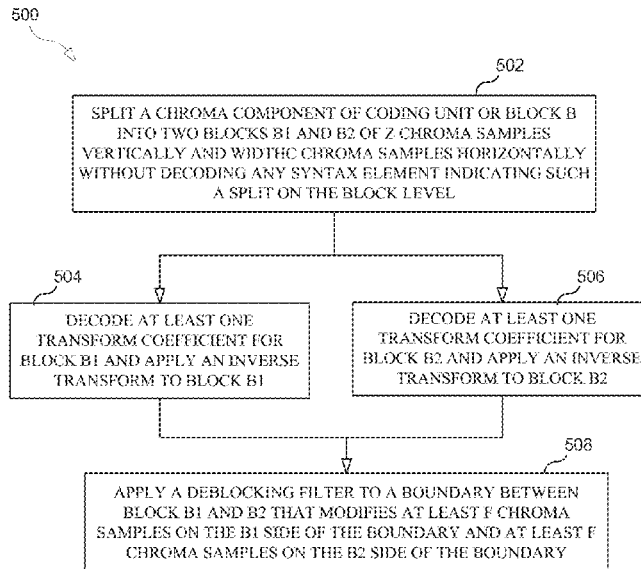 500
502
SPLIT A CHROMA COMPONENT OF CODING UNIT OR BLOCK B
INTO TWO BLOCKS B1 AND B2 OF Z CHROMA SAMPLES
VERTICALLY AND WIDTHC CHROMA SAMPLES HORIZONTALLY
WITHOUT DECODING ANY SYNTAX ELEMENT INDICATING SUCH
A SPLIT ON THE BLOCK LEVEL
504
DECODE AT LEAST ONE
TRANSFORM COEFFICIENT FOR
BLOCK B1 AND APPLY AN INVERSE
TRANSFORM TO BLOCK B1
506
DECODE AT LEAST ONE
TRANSFORM COEFFICIENT FOR
BLOCK B2 AND APPLY AN INVERSE
TRANSFORM TO BLOCK B2
508
APPLY A DEBLOCKING FILTER TO A BOUNDARY BETWEEN
BLOCK B1 AND B2 THAT MODIFIES AT LEAST F CHROMA
SAMPLES ON THE B1 SIDE OF THE BOUNDARY AND AT LEAST F
CHROMA SAMPLES ON THE B2 SIDE OF THE BOUNDARY